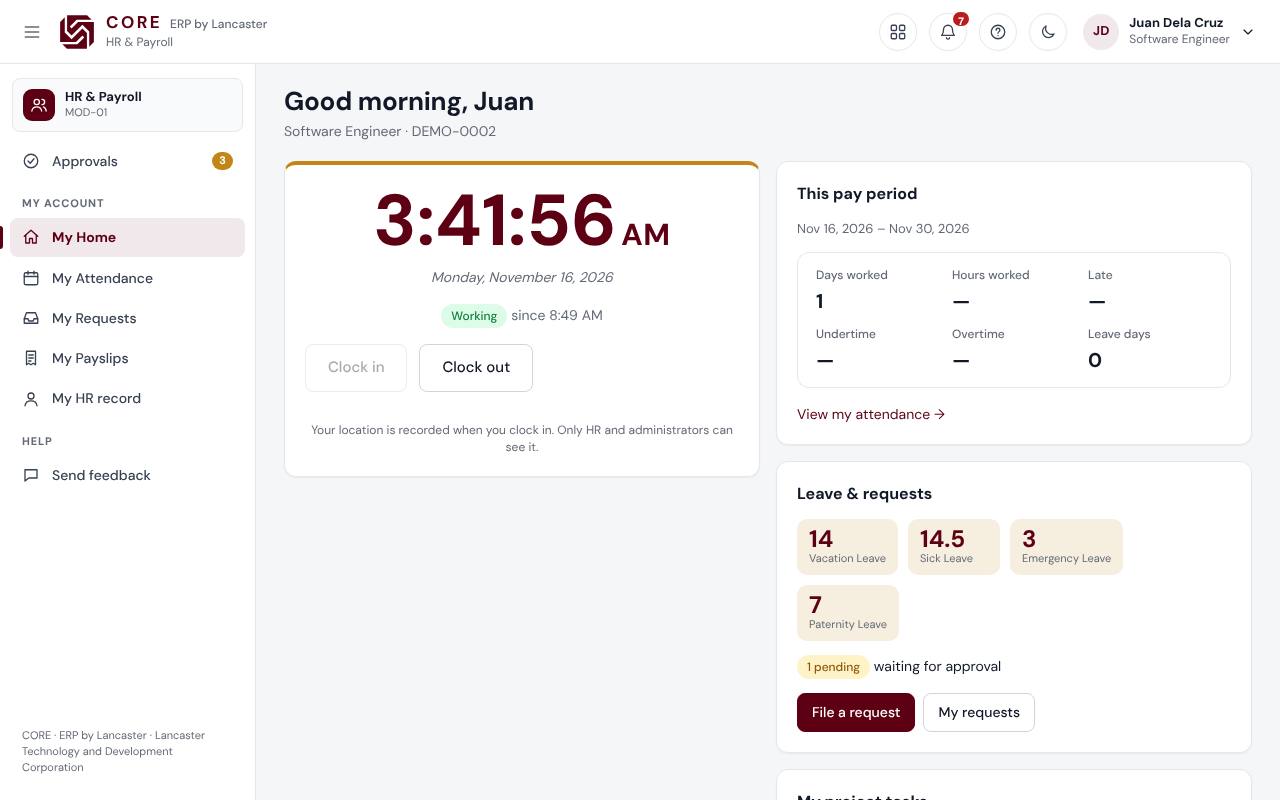 CORE ERP by Lancaster
HR & Payroll
7
JD
Juan Dela Cruz
Software Engineer
HR & Payroll
MOD-01
Approvals 3
MY ACCOUNT
My Home
My Attendance
My Requests
My Payslips
My HR record
HELP
Send feedback
CORE · ERP by Lancaster · Lancaster
Technology and Development
Corporation
Good morning, Juan
Software Engineer · DEMO-0002
3:41:56 AM
Monday, November 16, 2026
Working since 8:49 AM
Clock in Clock out
Your location is recorded when you clock in. Only HR and administrators can
see it.
This pay period
Nov 16, 2026 – Nov 30, 2026
Days worked Hours worked Late
1 — —
Undertime Overtime Leave days
— — 0
View my attendance →
Leave & requests
14 14.5 3
Vacation Leave Sick Leave Emergency Leave
7
Paternity Leave
1 pending waiting for approval
File a request My requests
My project tasks